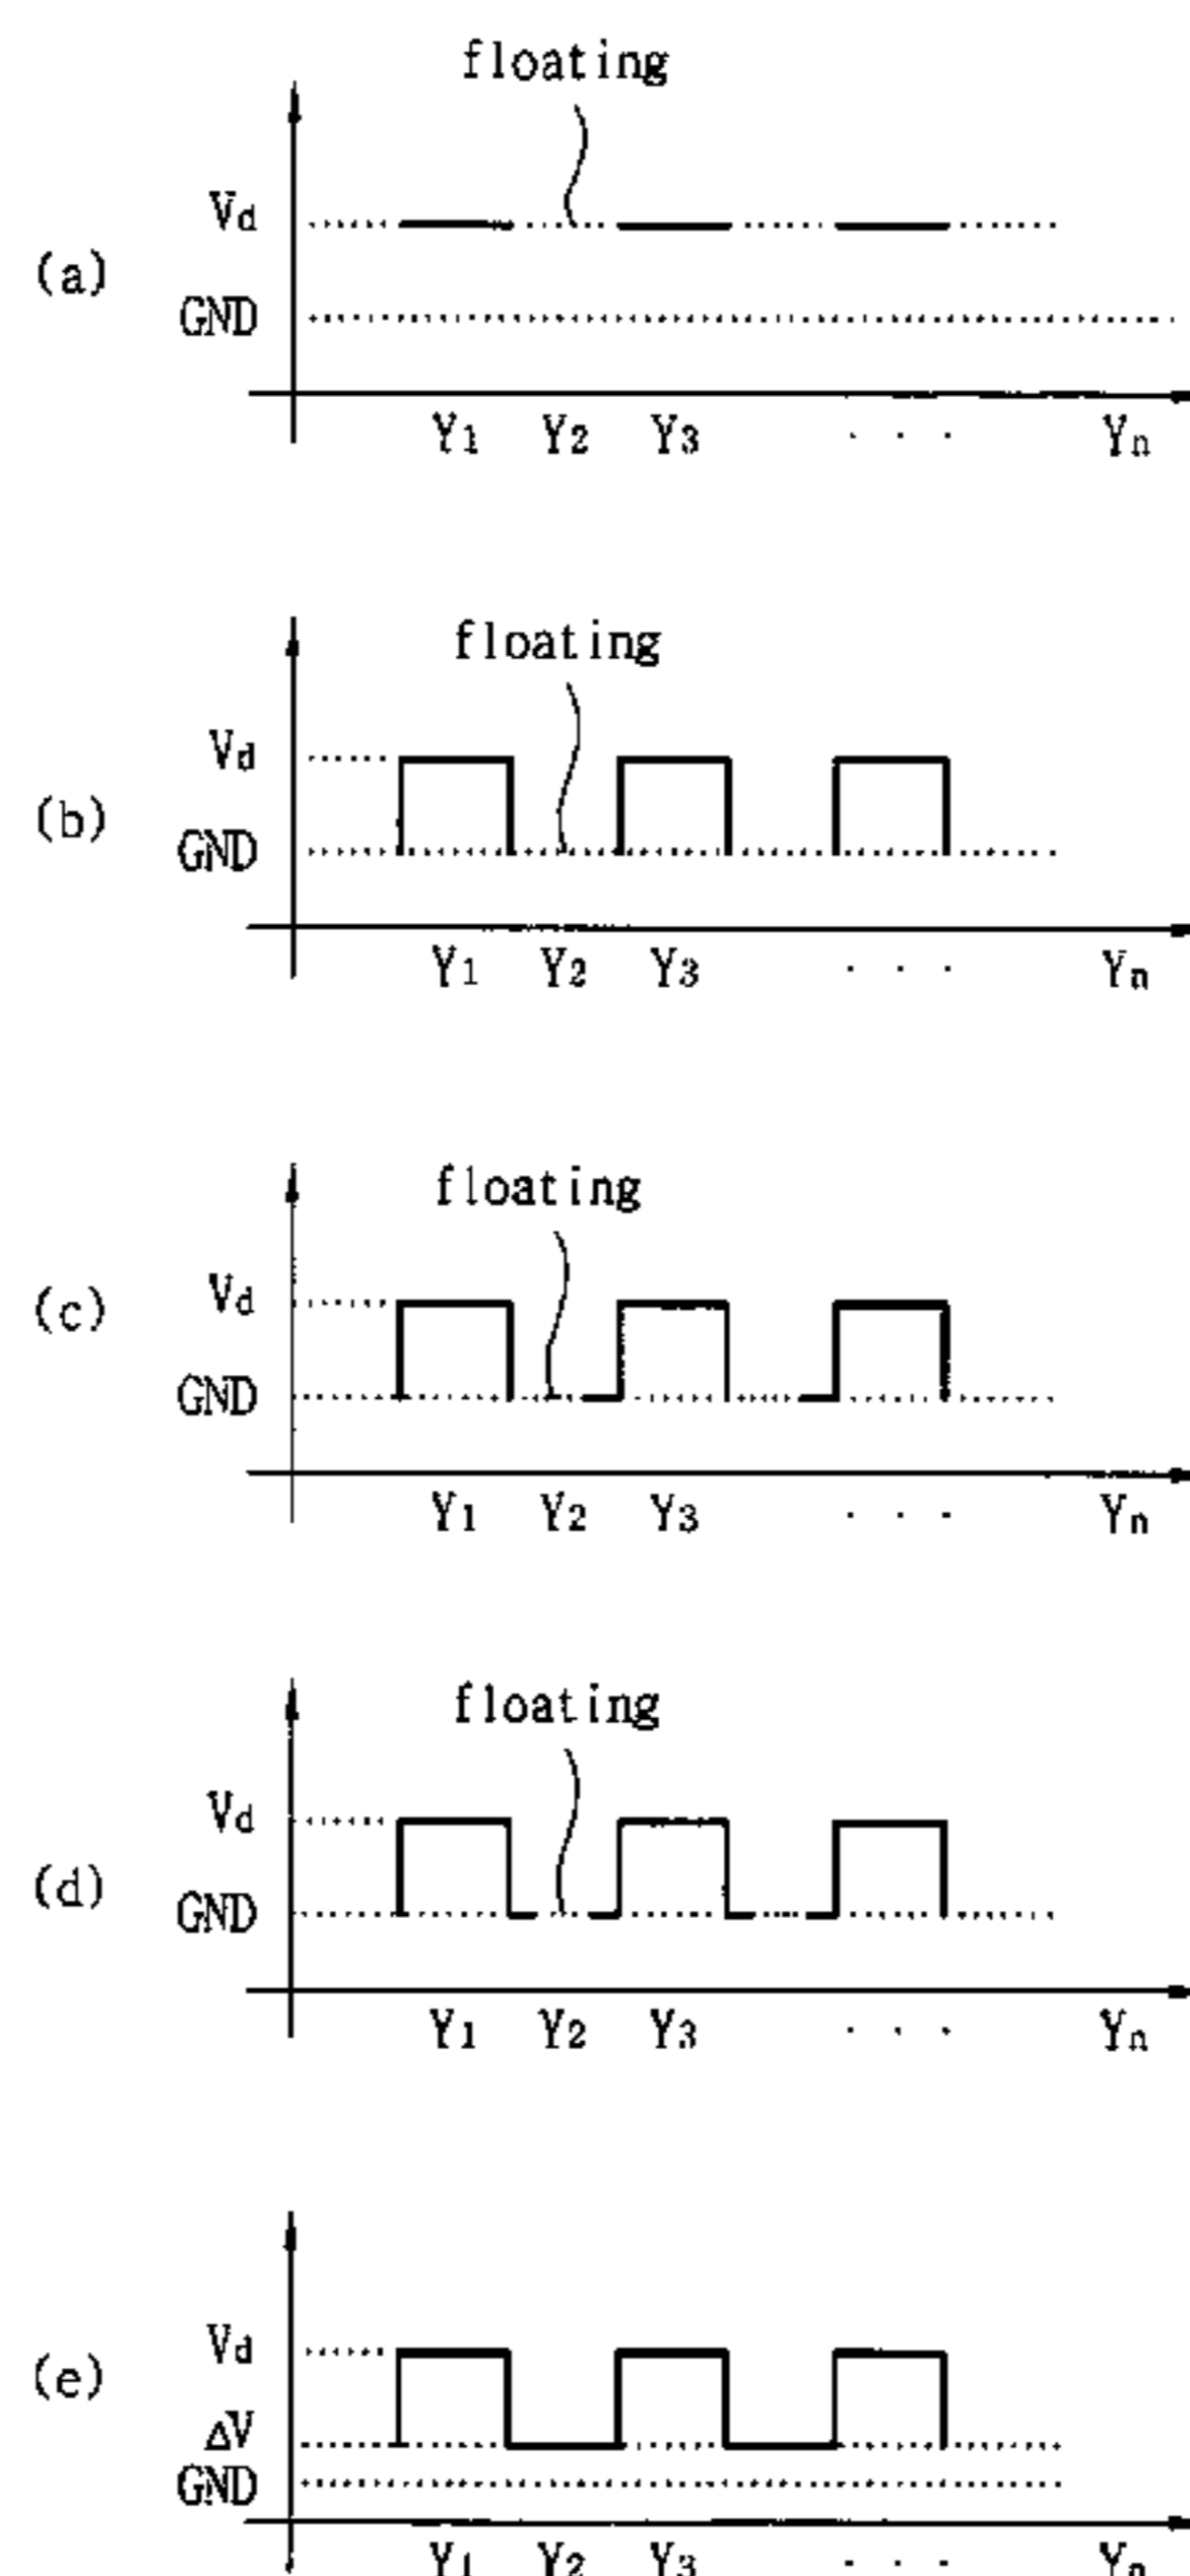 floating
Vd
(a)
GND
Y1 Y2 Y3 . . . Yn
floating
Vd
(b)
GND
Y1 Y2 Y3 . . . Yn
floating
Vd
(c)
GND
Y1 Y2 Y3 . . . Yn
floating
Vd
(d)
GND
Y1 Y2 Y3 . . . Yn
Vd
(e)
ΔV
GND
Y1 Y2 Y3 . . . Yn